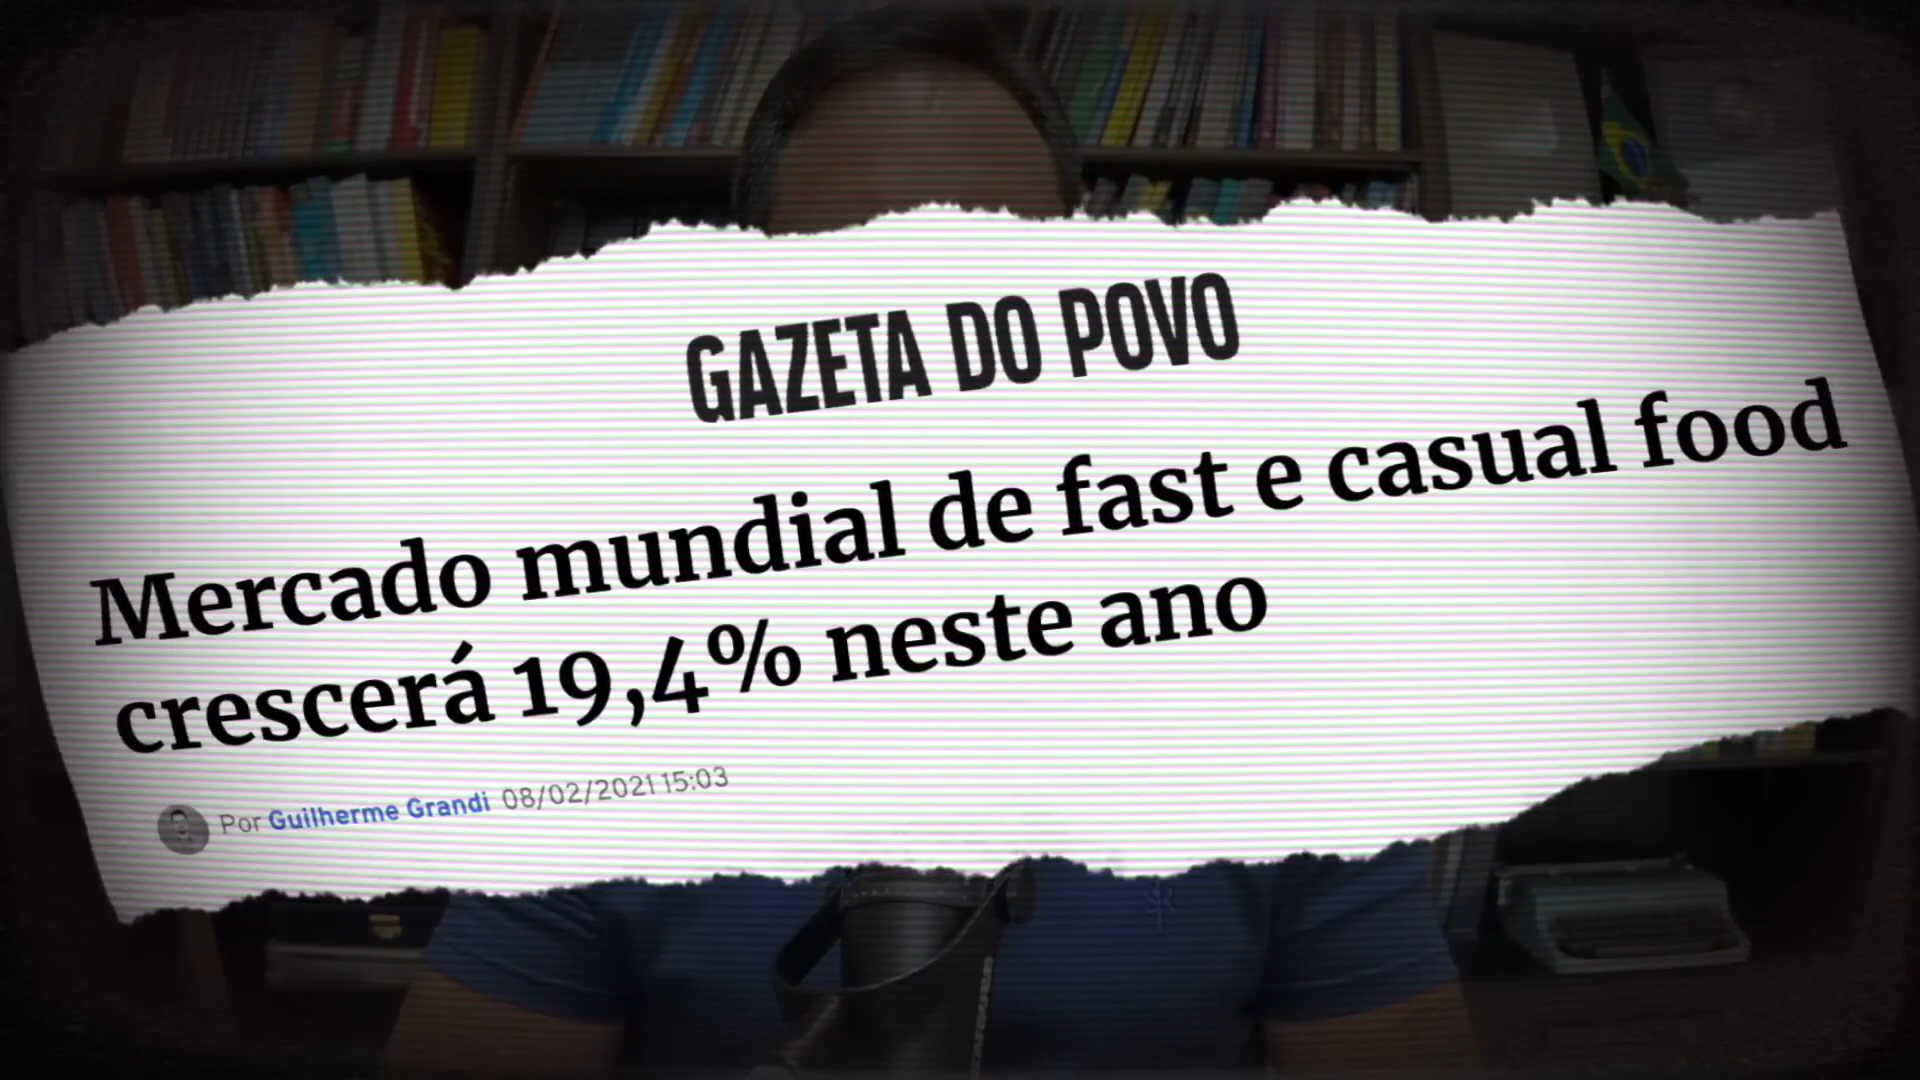 GAZETA DO POVO
Mercado mundial de fast e casual food
crescerá 19,4% neste ano
Por Guilherme Grandi 08/02/2021 15:03